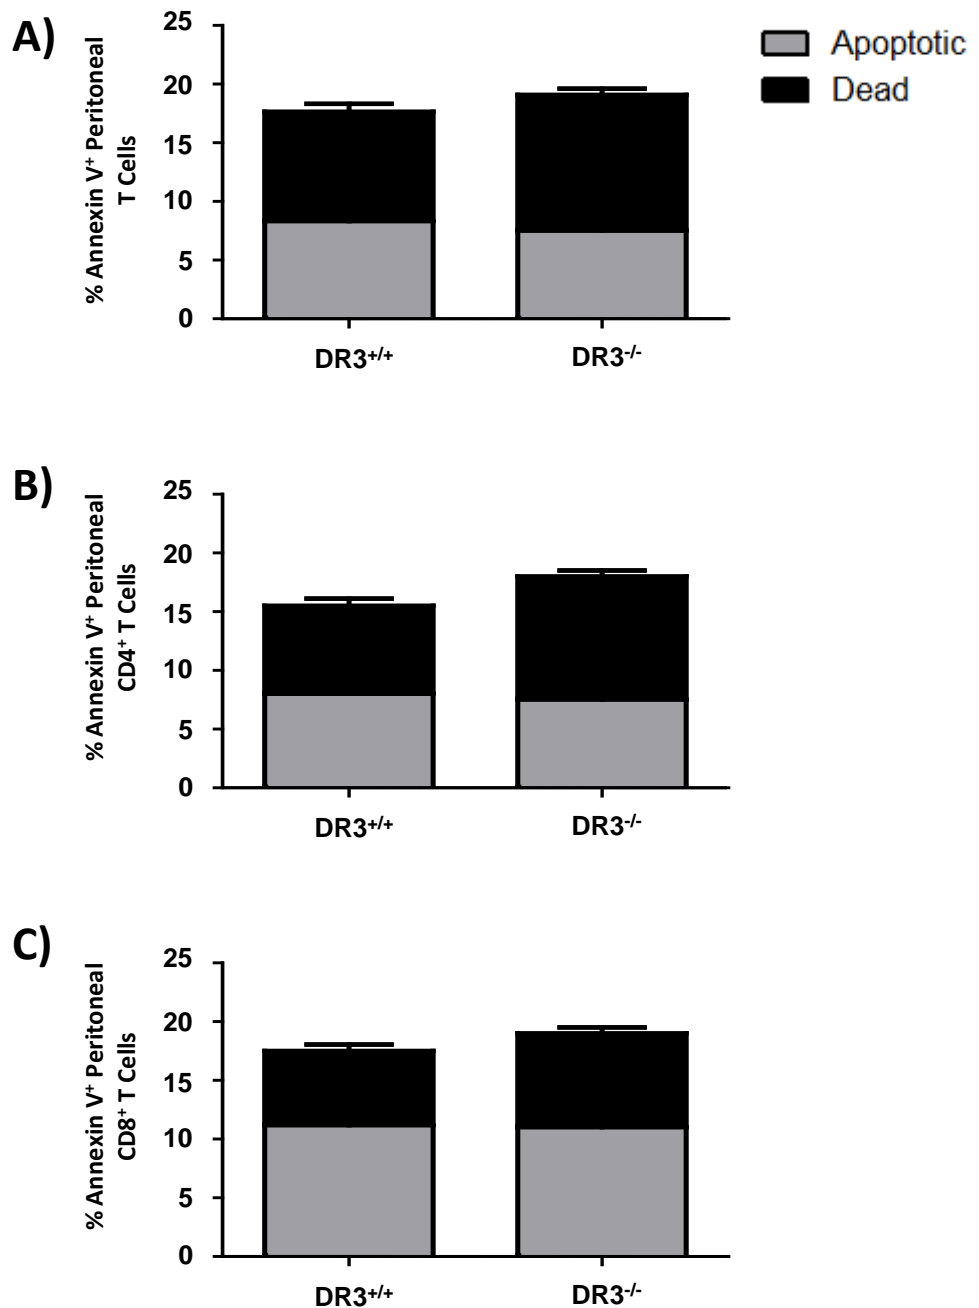 A)
% Annexin V⁺ Peritoneal
T Cells
25
20
15
10
5
0
DR3⁺/⁺
DR3⁻/⁻
Apoptotic
Dead
B)
% Annexin V⁺ Peritoneal
CD4⁺ T Cells
25
20
15
10
5
0
DR3⁺/⁺
DR3⁻/⁻
C)
% Annexin V⁺ Peritoneal
CD8⁺ T Cells
25
20
15
10
5
0
DR3⁺/⁺
DR3⁻/⁻